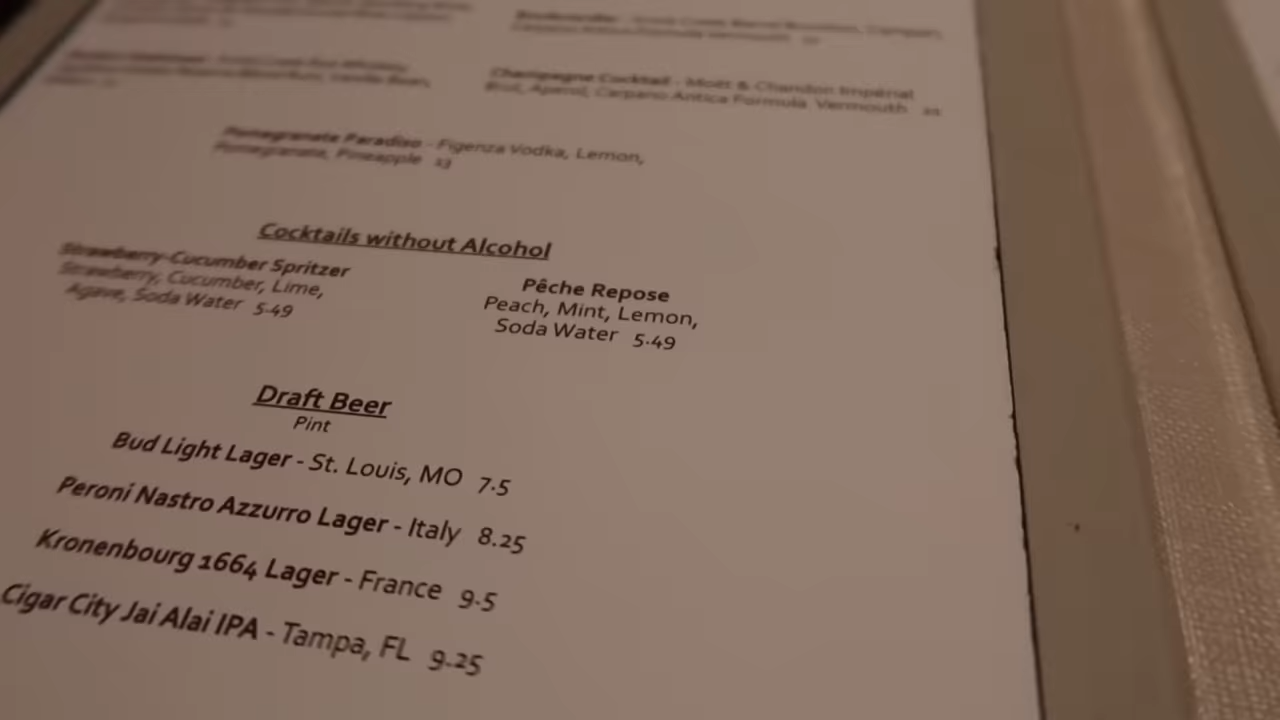 Champagne Cocktail - Moët & Chandon Impérial
Brut, Aperol, Carpano Antica Formula Vermouth
Pomegranate Paradiso - Figenza Vodka, Lemon,
Pomegranate, Pineapple 13
Cocktails without Alcohol
Strawberry-Cucumber Spritzer
Strawberry, Cucumber, Lime,
Agave, Soda Water 5.49
Pêche Repose
Peach, Mint, Lemon,
Soda Water 5.49
Draft Beer
Pint
Bud Light Lager - St. Louis, MO 7.5
Peroni Nastro Azzurro Lager - Italy 8.25
Kronenbourg 1664 Lager - France 9.5
Cigar City Jai Alai IPA - Tampa, FL 9.25